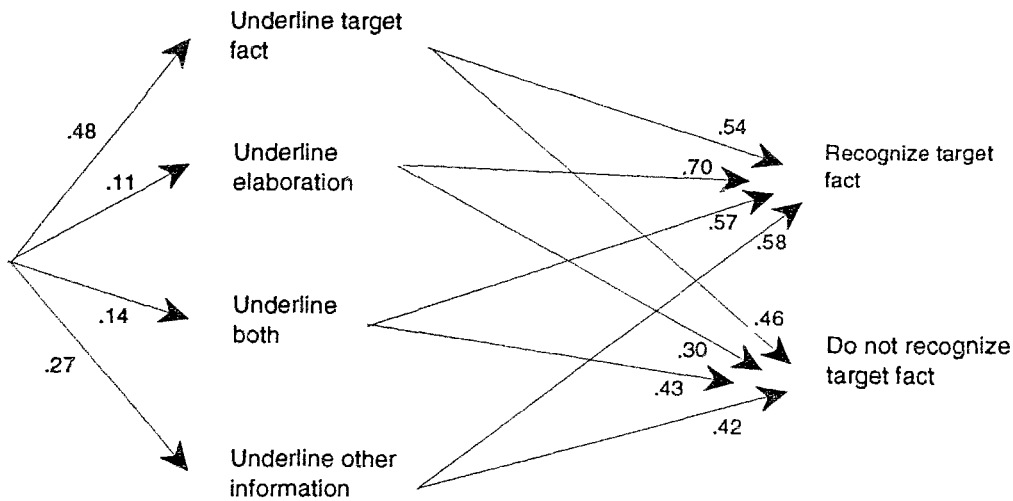 Underline target
fact
.48
.54
Underline
elaboration
.11
.70
Recognize target
fact
.57
.58
Underline
both
.14
.46
.27
.30
Do not recognize
target fact
.43
.42
Underline other
information